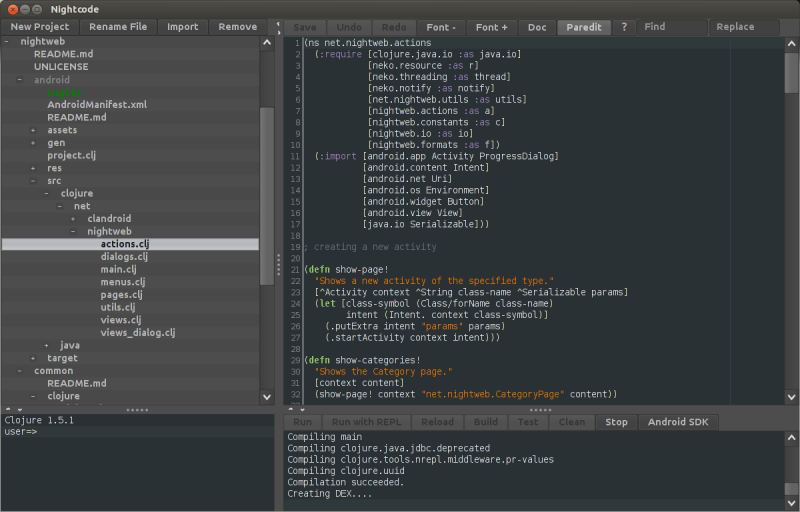 Nightcode
New Project Rename File Import Remove
nightweb
README.md
UNLICENSE
android
AndroidManifest.xml
README.md
assets
gen
project.clj
res
src
clojure
net
clandroid
nightweb
actions.clj
dialogs.clj
main.clj
menus.clj
pages.clj
utils.clj
views.clj
views_dialog.clj
java
target
common
README.md
clojure
Save Undo Redo Font - Font + Doc Paredit ? Find Replace
1 (ns net.nightweb.actions
2 (:require [clojure.java.io :as java.io]
3 [neko.resource :as r]
4 [neko.threading :as thread]
5 [neko.notify :as notify]
6 [net.nightweb.utils :as utils]
7 [nightweb.actions :as a]
8 [nightweb.constants :as c]
9 [nightweb.io :as io]
10 [nightweb.formats :as f])
11 (:import [android.app Activity ProgressDialog]
12 [android.content Intent]
13 [android.net Uri]
14 [android.os Environment]
15 [android.widget Button]
16 [android.view View]
17 [java.io Serializable]))
18
19 ; creating a new activity
20
21 (defn show-page!
22 "Shows a new activity of the specified type."
23 [^Activity context ^String class-name ^Serializable params]
24 (let [class-symbol (Class/forName class-name)
25 intent (Intent. context class-symbol)]
26 (.putExtra intent "params" params)
27 (.startActivity context intent)))
28
29 (defn show-categories!
30 "Shows the Category page."
31 [context content]
32 (show-page! context "net.nightweb.CategoryPage" content))
Clojure 1.5.1
user=>
Run Run with REPL Reload Build Test Clean Stop Android SDK
Compiling main
Compiling clojure.java.jdbc.deprecated
Compiling clojure.tools.nrepl.middleware.pr-values
Compiling clojure.uuid
Compilation succeeded.
Creating DEX....